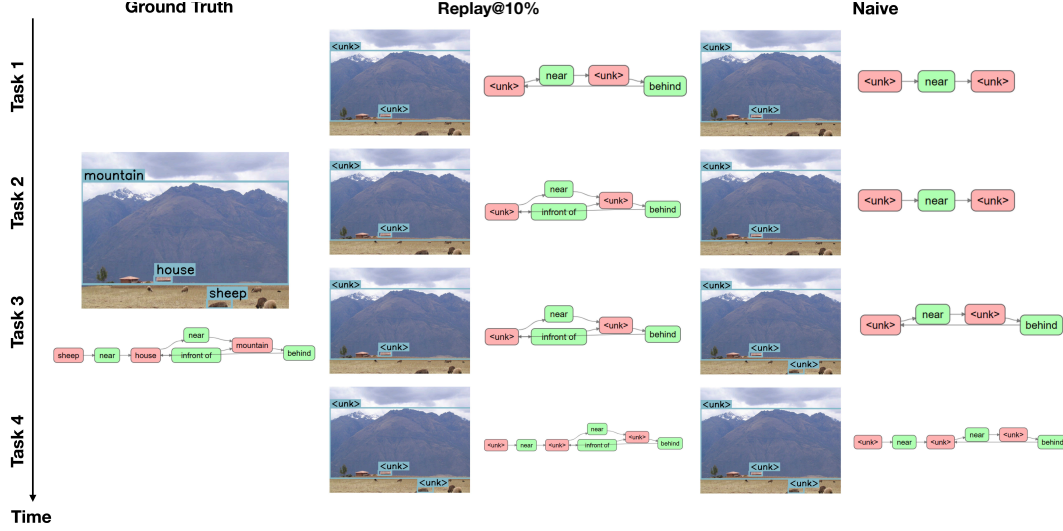 Ground Truth
Replay@10%
Naive
Task 1
<unk>
<unk>
<unk>
near
<unk>
behind
<unk>
<unk>
<unk>
near
<unk>
Task 2
<unk>
<unk>
<unk>
near
infront of
<unk>
behind
<unk>
<unk>
<unk>
near
<unk>
mountain
house
sheep
sheep
near
house
near
infront of
mountain
behind
Task 3
<unk>
<unk>
<unk>
near
infront of
<unk>
behind
<unk>
<unk>
<unk>
<unk>
near
<unk>
behind
Task 4
<unk>
<unk>
<unk>
<unk>
near
<unk>
near
infront of
<unk>
behind
<unk>
<unk>
<unk>
<unk>
near
<unk>
near
<unk>
behind
Time